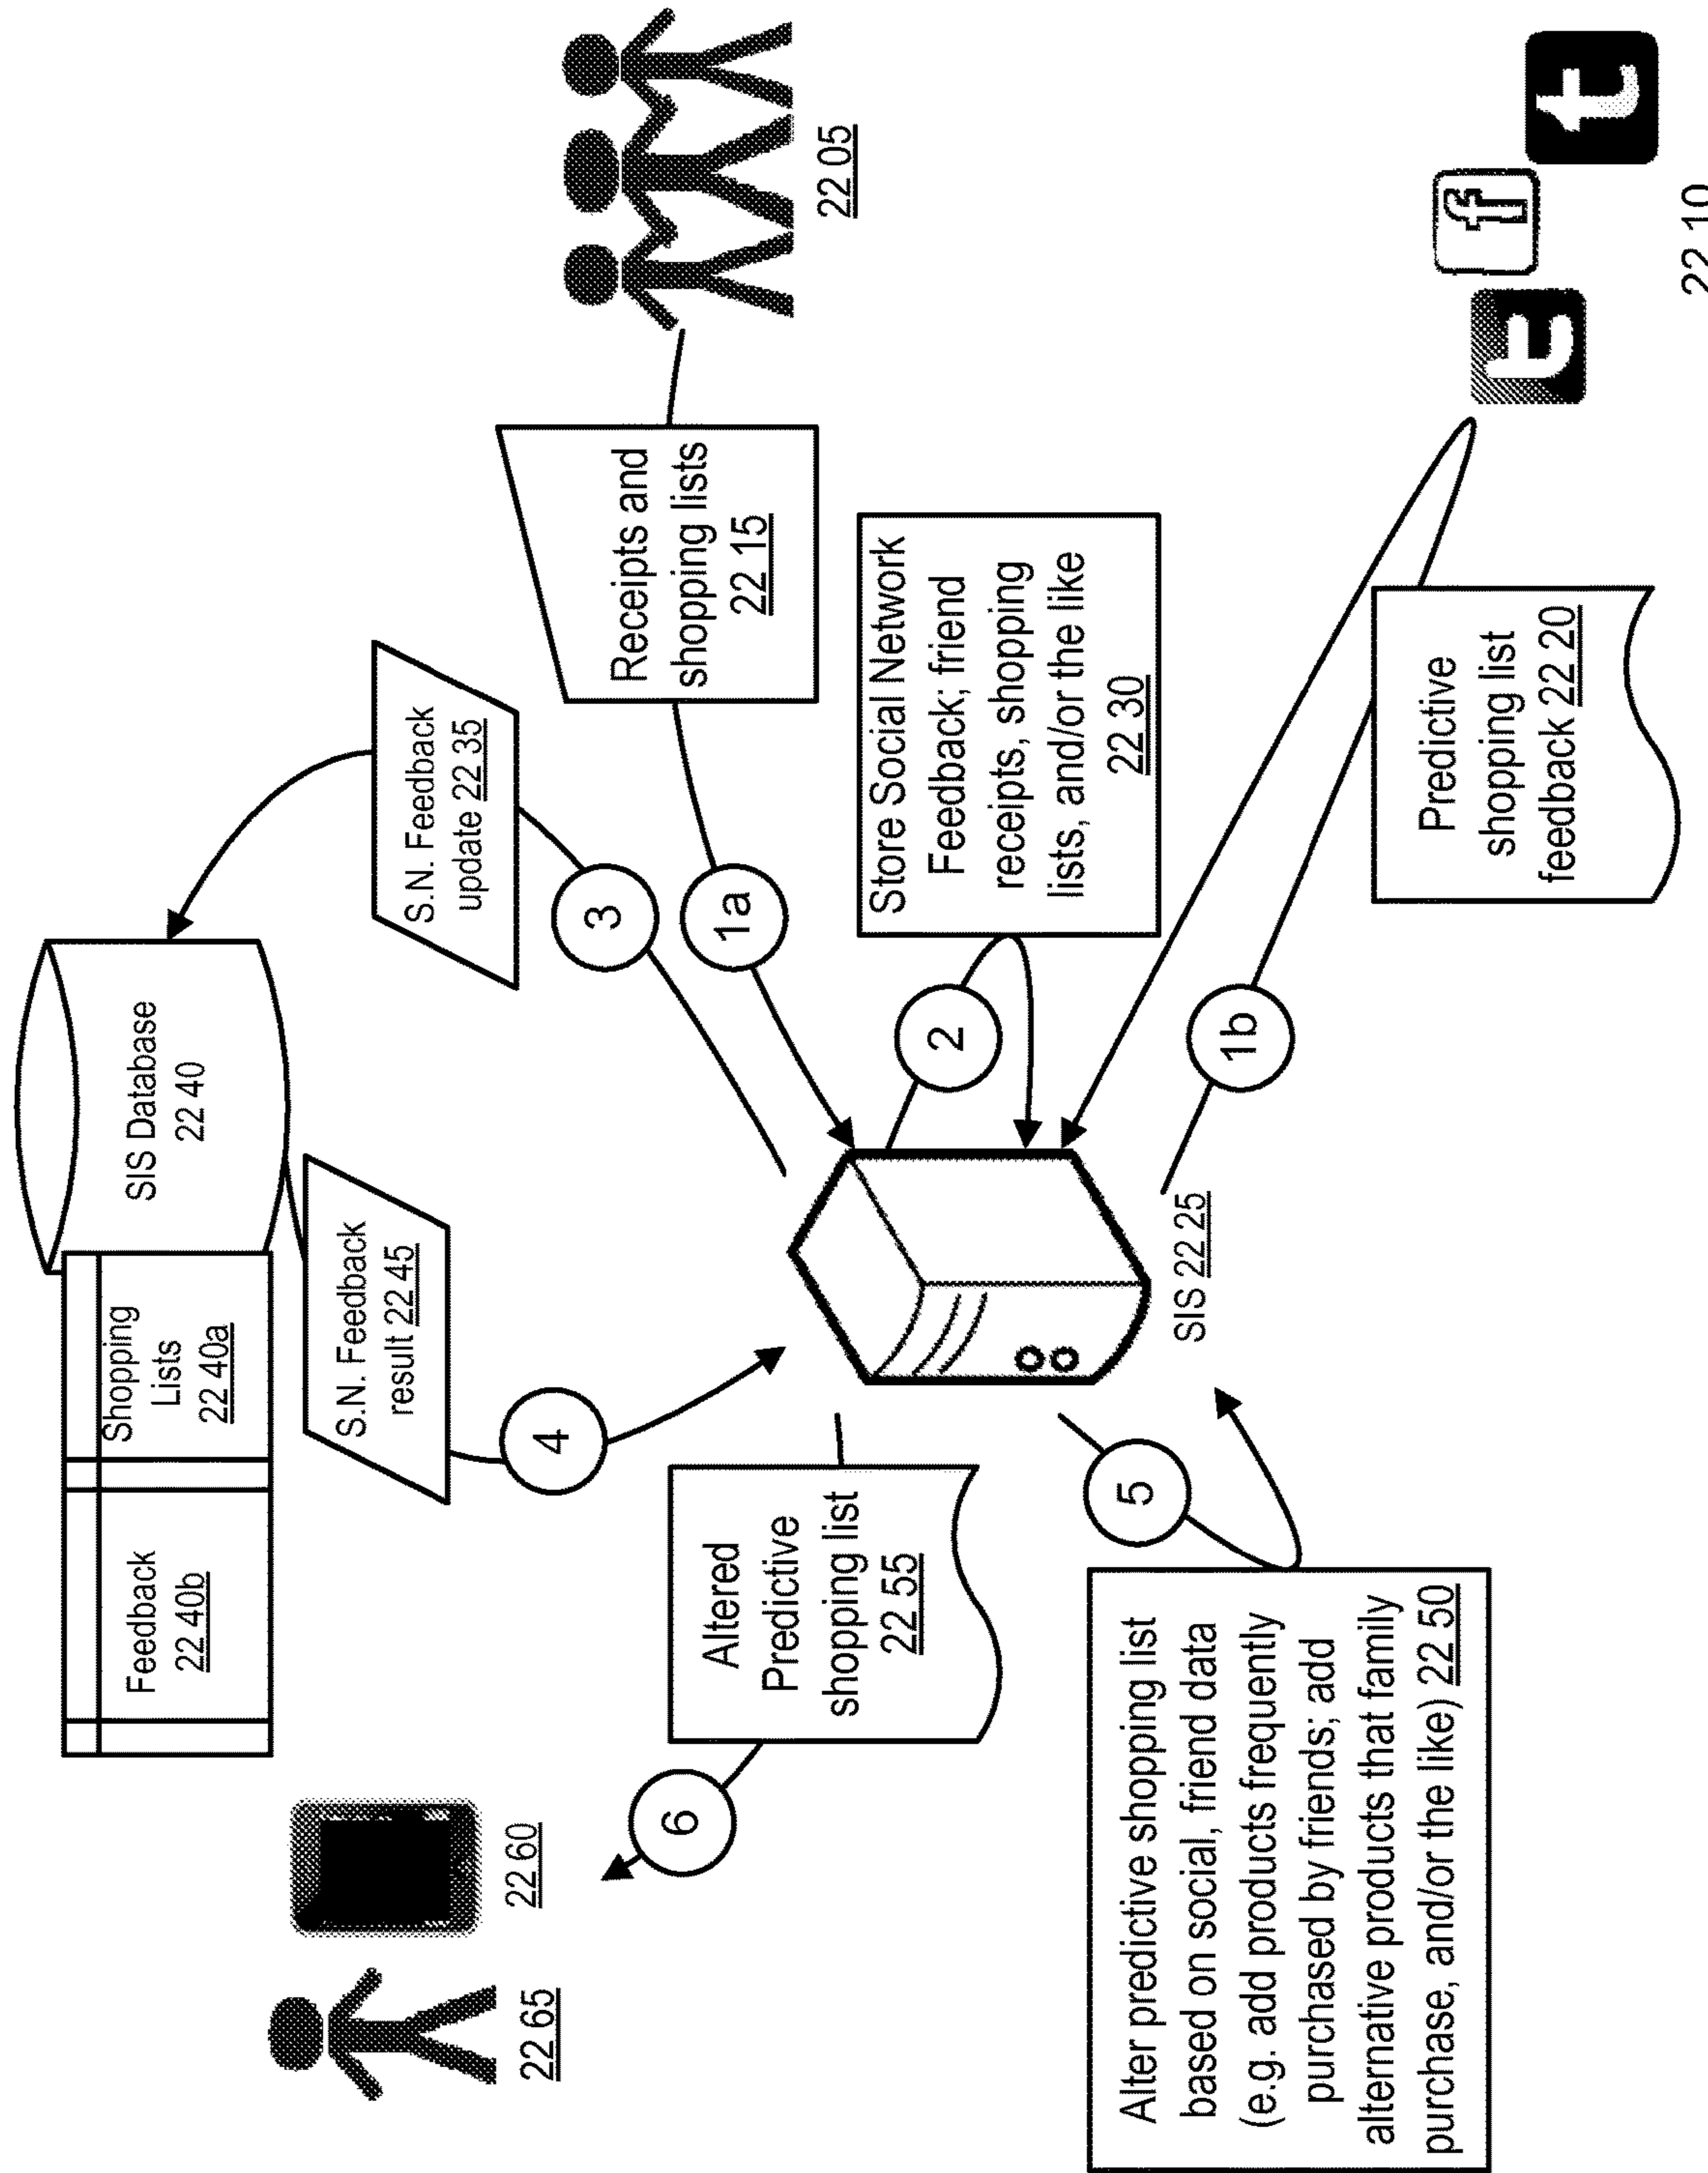 22 65
22 60
Feedback
22 40b
Shopping
Lists
22 40a
SIS Database
22 40
S.N. Feedback
result 22 45
S.N. Feedback
update 22 35
6
4
3
Altered
Predictive
shopping list
22 55
Receipts and
shopping lists
22 15
22 05
1a
2
Store Social Network
Feedback; friend
receipts, shopping
lists, and/or the like
22 30
SIS 22 25
5
1b
Alter predictive shopping list
based on social, friend data
(e.g. add products frequently
purchased by friends; add
alternative products that family
purchase, and/or the like) 22 50
Predictive
shopping list
feedback 22 20
f
t
22 10